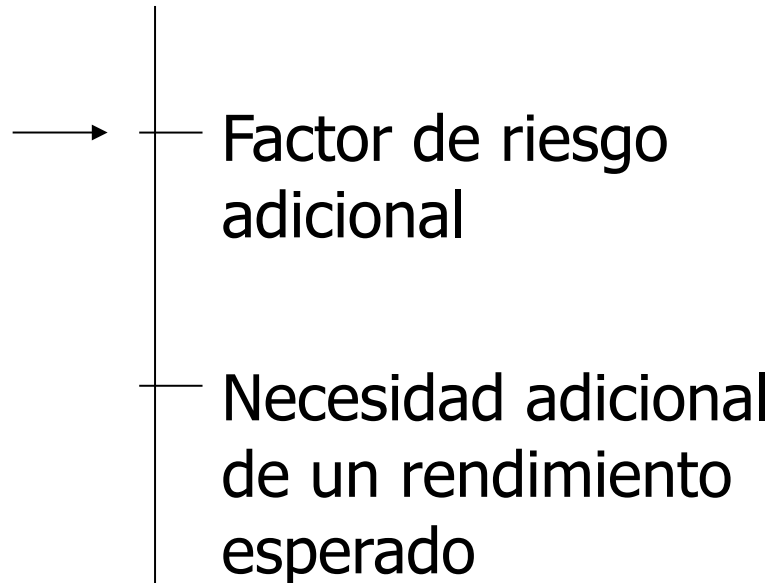 Factor de riesgo
adicional
Necesidad adicional
de un rendimiento
esperado